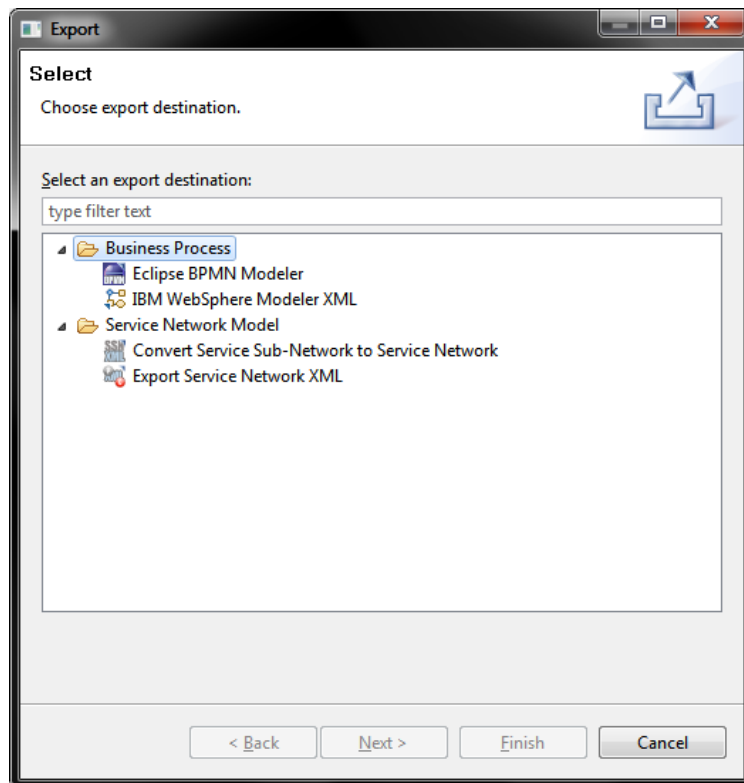 Export
Select
Choose export destination.
Select an export destination:
type filter text
Business Process
Eclipse BPMN Modeler
IBM WebSphere Modeler XML
Service Network Model
Convert Service Sub-Network to Service Network
Export Service Network XML
< Back Next > Finish Cancel